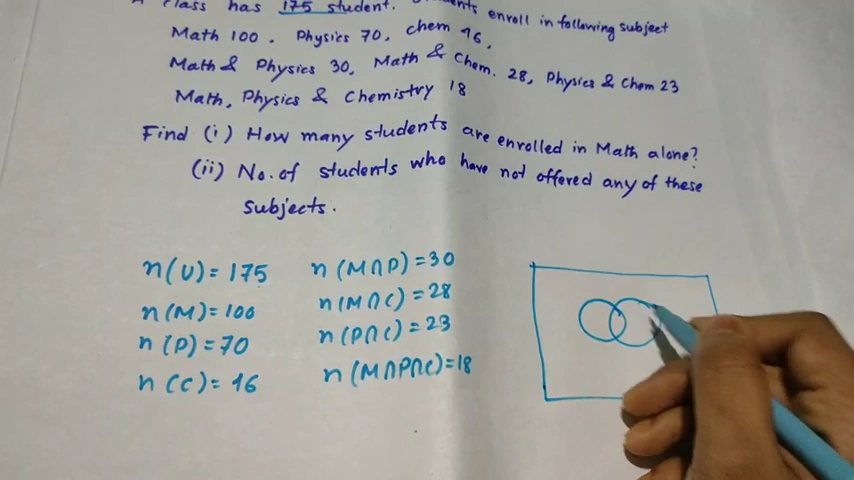 class has 175 student. Students enroll in following subject
Math 100. Physics 70, chem 46,
Math & Physics 30, Math & Chem. 28, Physics & Chem 23
Math, Physics & Chemistry 18
Find (i) How many students are enrolled in Math alone?
(ii) No. of students who have not offered any of these
subjects.
n(U) = 175
n(M∩P) = 30
n(M) = 100
n(M∩C) = 28
n(P) = 70
n(P∩C) = 23
n(C) = 46
n(M∩P∩C) = 18